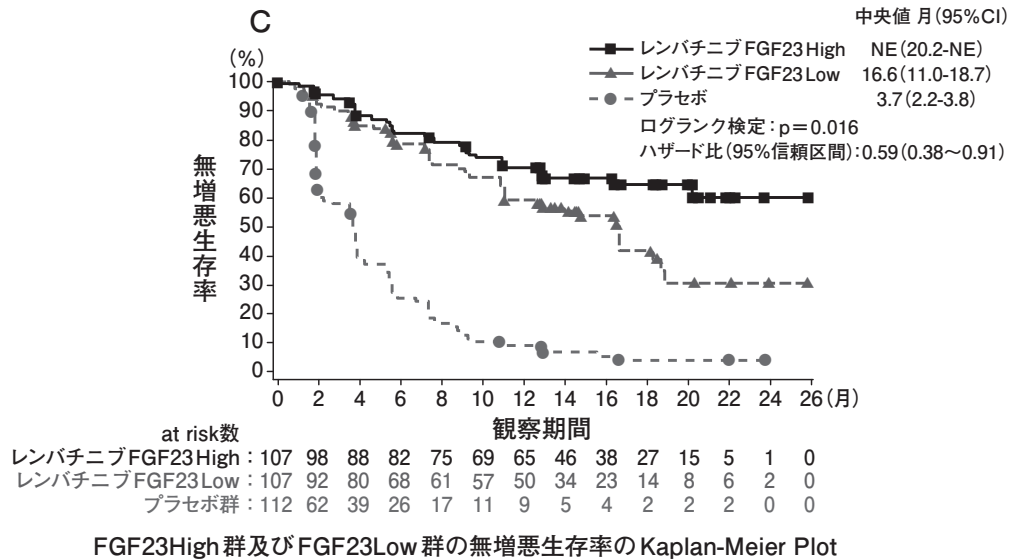 C
中央値 月(95%CI)
レンバチニブFGF23High NE(20.2-NE)
レンバチニブFGF23Low 16.6(11.0-18.7)
プラセボ 3.7(2.2-3.8)
ログランク検定:p=0.016
ハザード比(95%信頼区間):0.59(0.38〜0.91)
(%)
100
90
80
70
60
50
40
30
20
10
0
無増悪生存率
0 2 4 6 8 10 12 14 16 18 20 22 24 26(月)
観察期間
at risk数
レンバチニブFGF23High:107 98 88 82 75 69 65 46 38 27 15 5 1 0
レンバチニブFGF23Low:107 92 80 68 61 57 50 34 23 14 8 6 2 0
プラセボ群:112 62 39 26 17 11 9 5 4 2 2 2 0 0
FGF23High群及びFGF23Low群の無増悪生存率のKaplan-Meier Plot